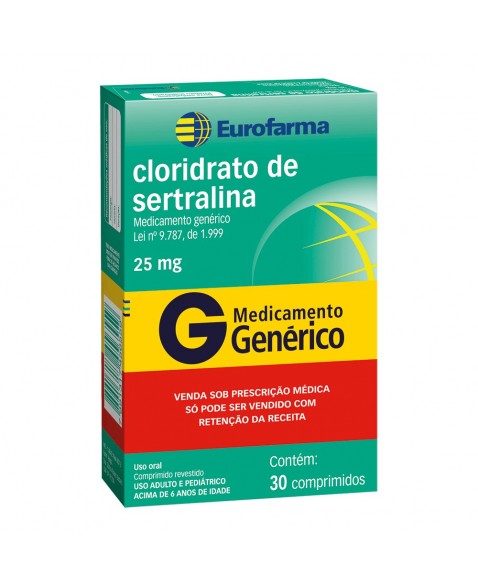 Eurofarma
cloridrato de
sertralina
Medicamento genérico
Lei nº 9.787, de 1.999
25 mg
G Medicamento
Genérico
VENDA SOB PRESCRIÇÃO MÉDICA
SÓ PODE SER VENDIDO COM
RETENÇÃO DA RECEITA
Uso oral
Comprimido revestido
USO ADULTO E PEDIÁTRICO
ACIMA DE 6 ANOS DE IDADE
Contém:
30 comprimidos